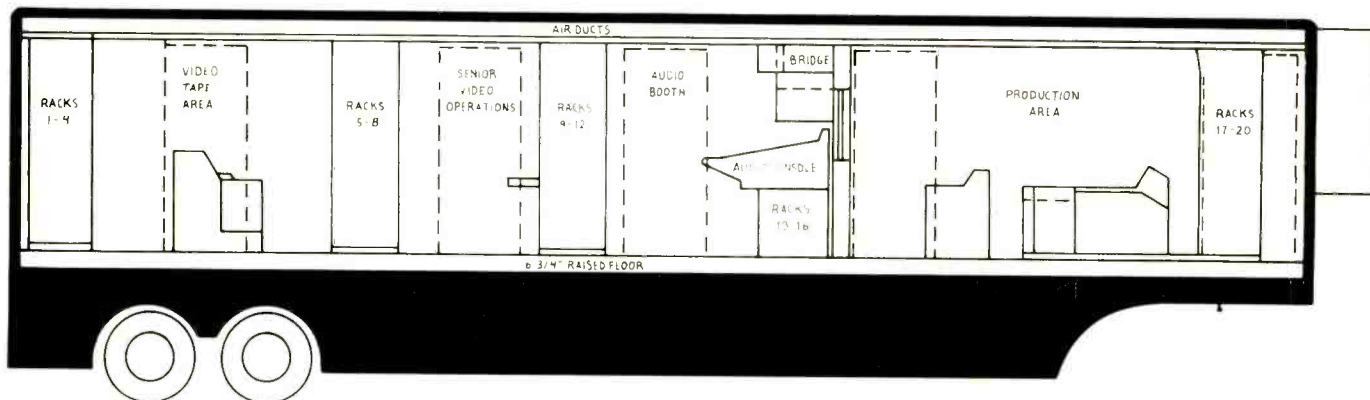 AIR DUCTS
RACKS
1-4
VIDEO
TAPE
AREA
RACKS
5-8
SENIOR
VIDEO
OPERATIONS
RACKS
9-12
AUDIO
BOOTH
BRIDGE
AUDIO CONSOLE
RACKS
13-16
PRODUCTION
AREA
RACKS
17-20
6 3/4" RAISED FLOOR